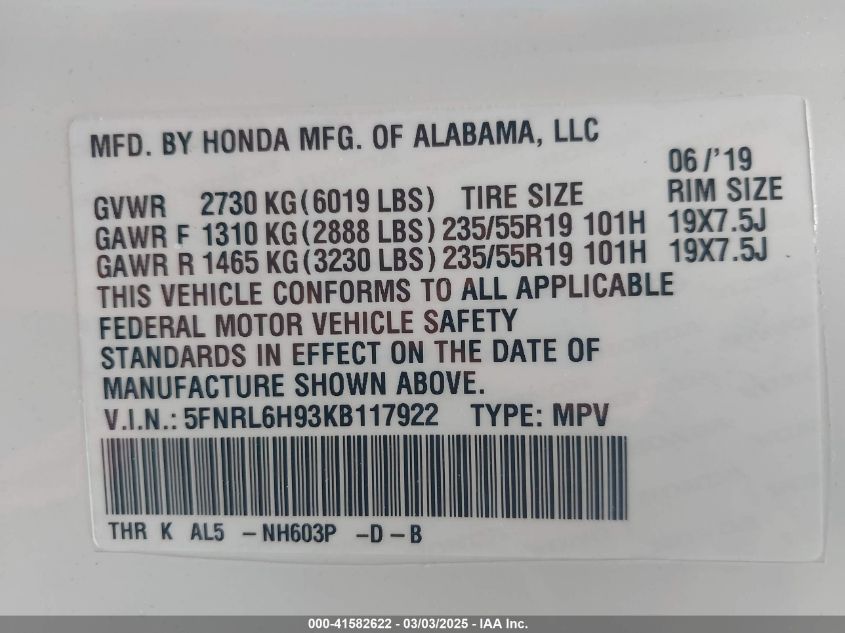 MFD. BY HONDA MFG. OF ALABAMA, LLC
06/'19
GVWR 2730 KG(6019 LBS) TIRE SIZE RIM SIZE
GAWR F 1310 KG(2888 LBS) 235/55R19 101H 19X7.5J
GAWR R 1465 KG(3230 LBS) 235/55R19 101H 19X7.5J
THIS VEHICLE CONFORMS TO ALL APPLICABLE
FEDERAL MOTOR VEHICLE SAFETY
STANDARDS IN EFFECT ON THE DATE OF
MANUFACTURE SHOWN ABOVE.
V.I.N.: 5FNRL6H93KB117922 TYPE: MPV
THR K AL5 -NH603P -D-B
000-41582622 - 03/03/2025 - IAA Inc.